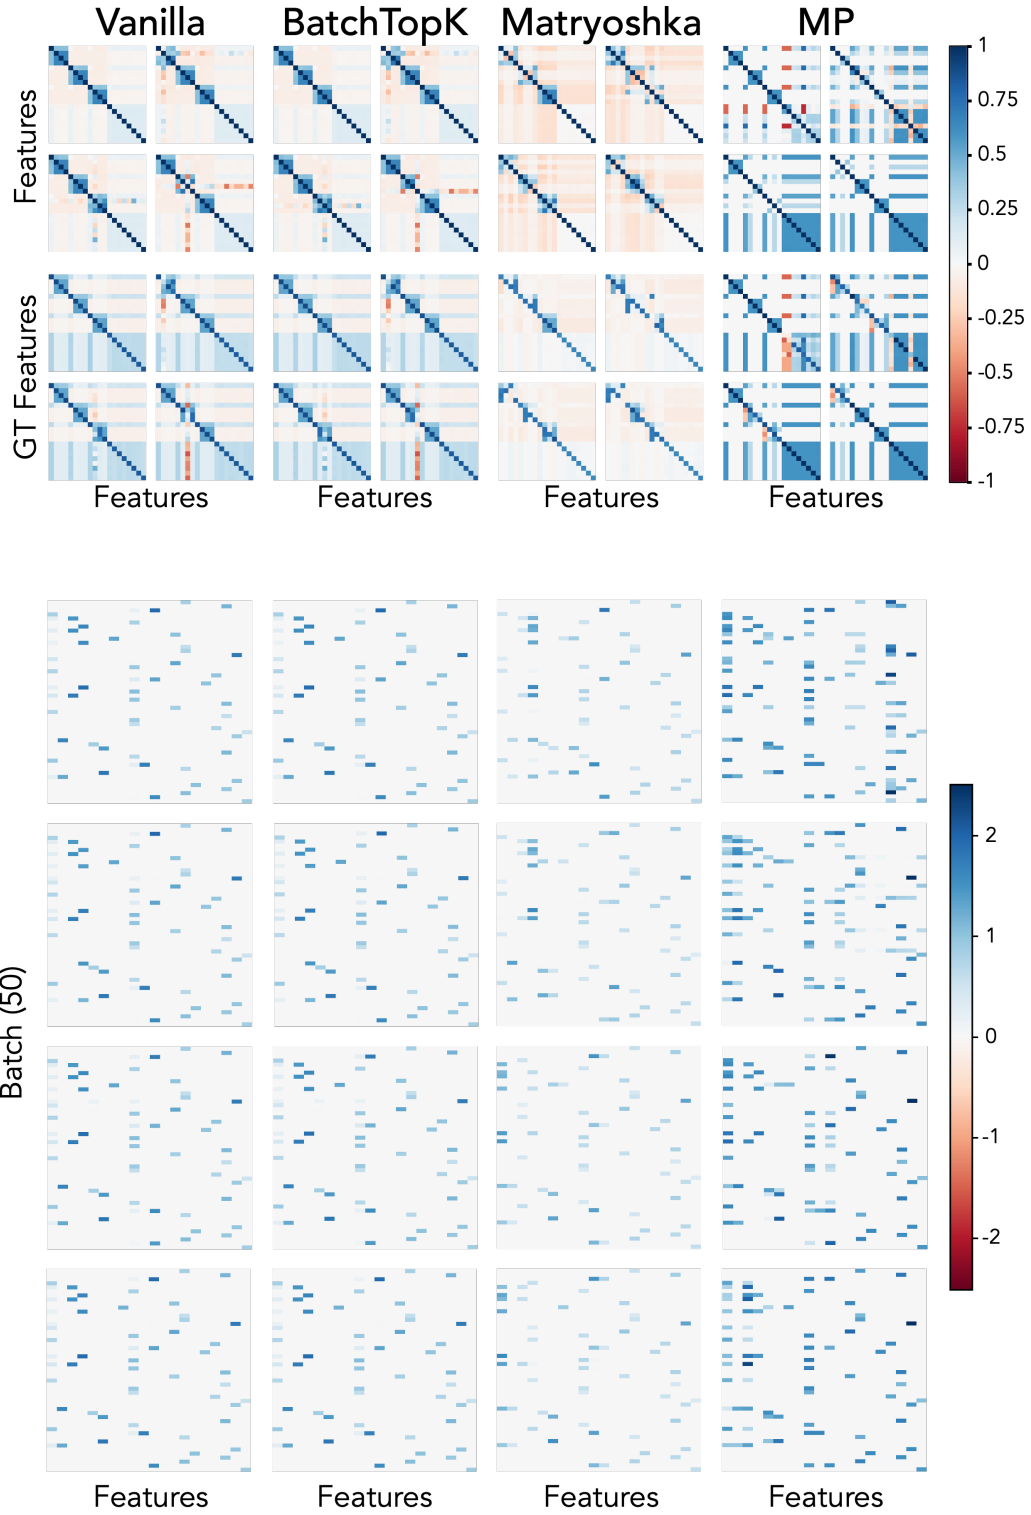 Vanilla BatchTopK Matryoshka MP
Features
GT Features
1
0.75
0.5
0.25
0
-0.25
-0.5
-0.75
-1
Features Features Features Features
Batch (50)
2
1
0
-1
-2
Features Features Features Features